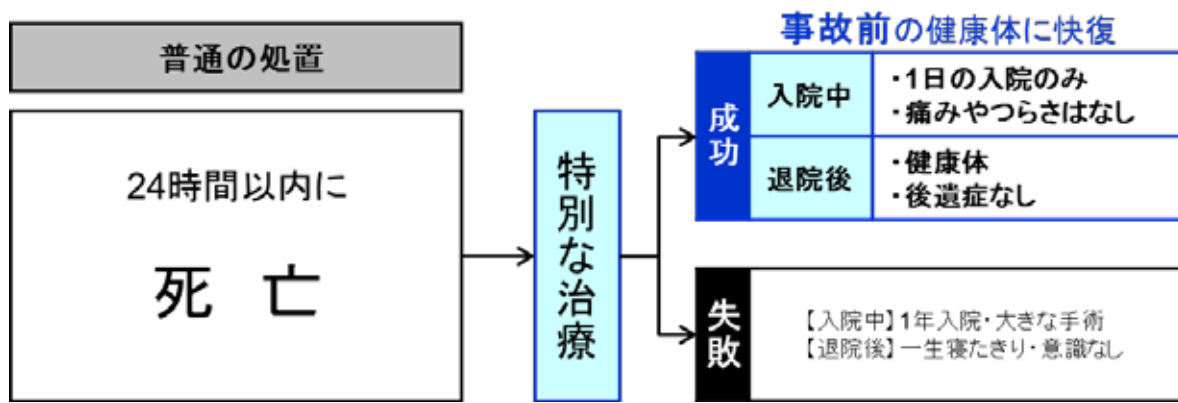 普通の処置
24時間以内に
死亡
特別な治療
事故前の健康体に快復
成功
入院中
・1日の入院のみ
・痛みやつらさはなし
退院後
・健康体
・後遺症なし
失敗
【入院中】1年入院・大きな手術
【退院後】一生寝たきり・意識なし